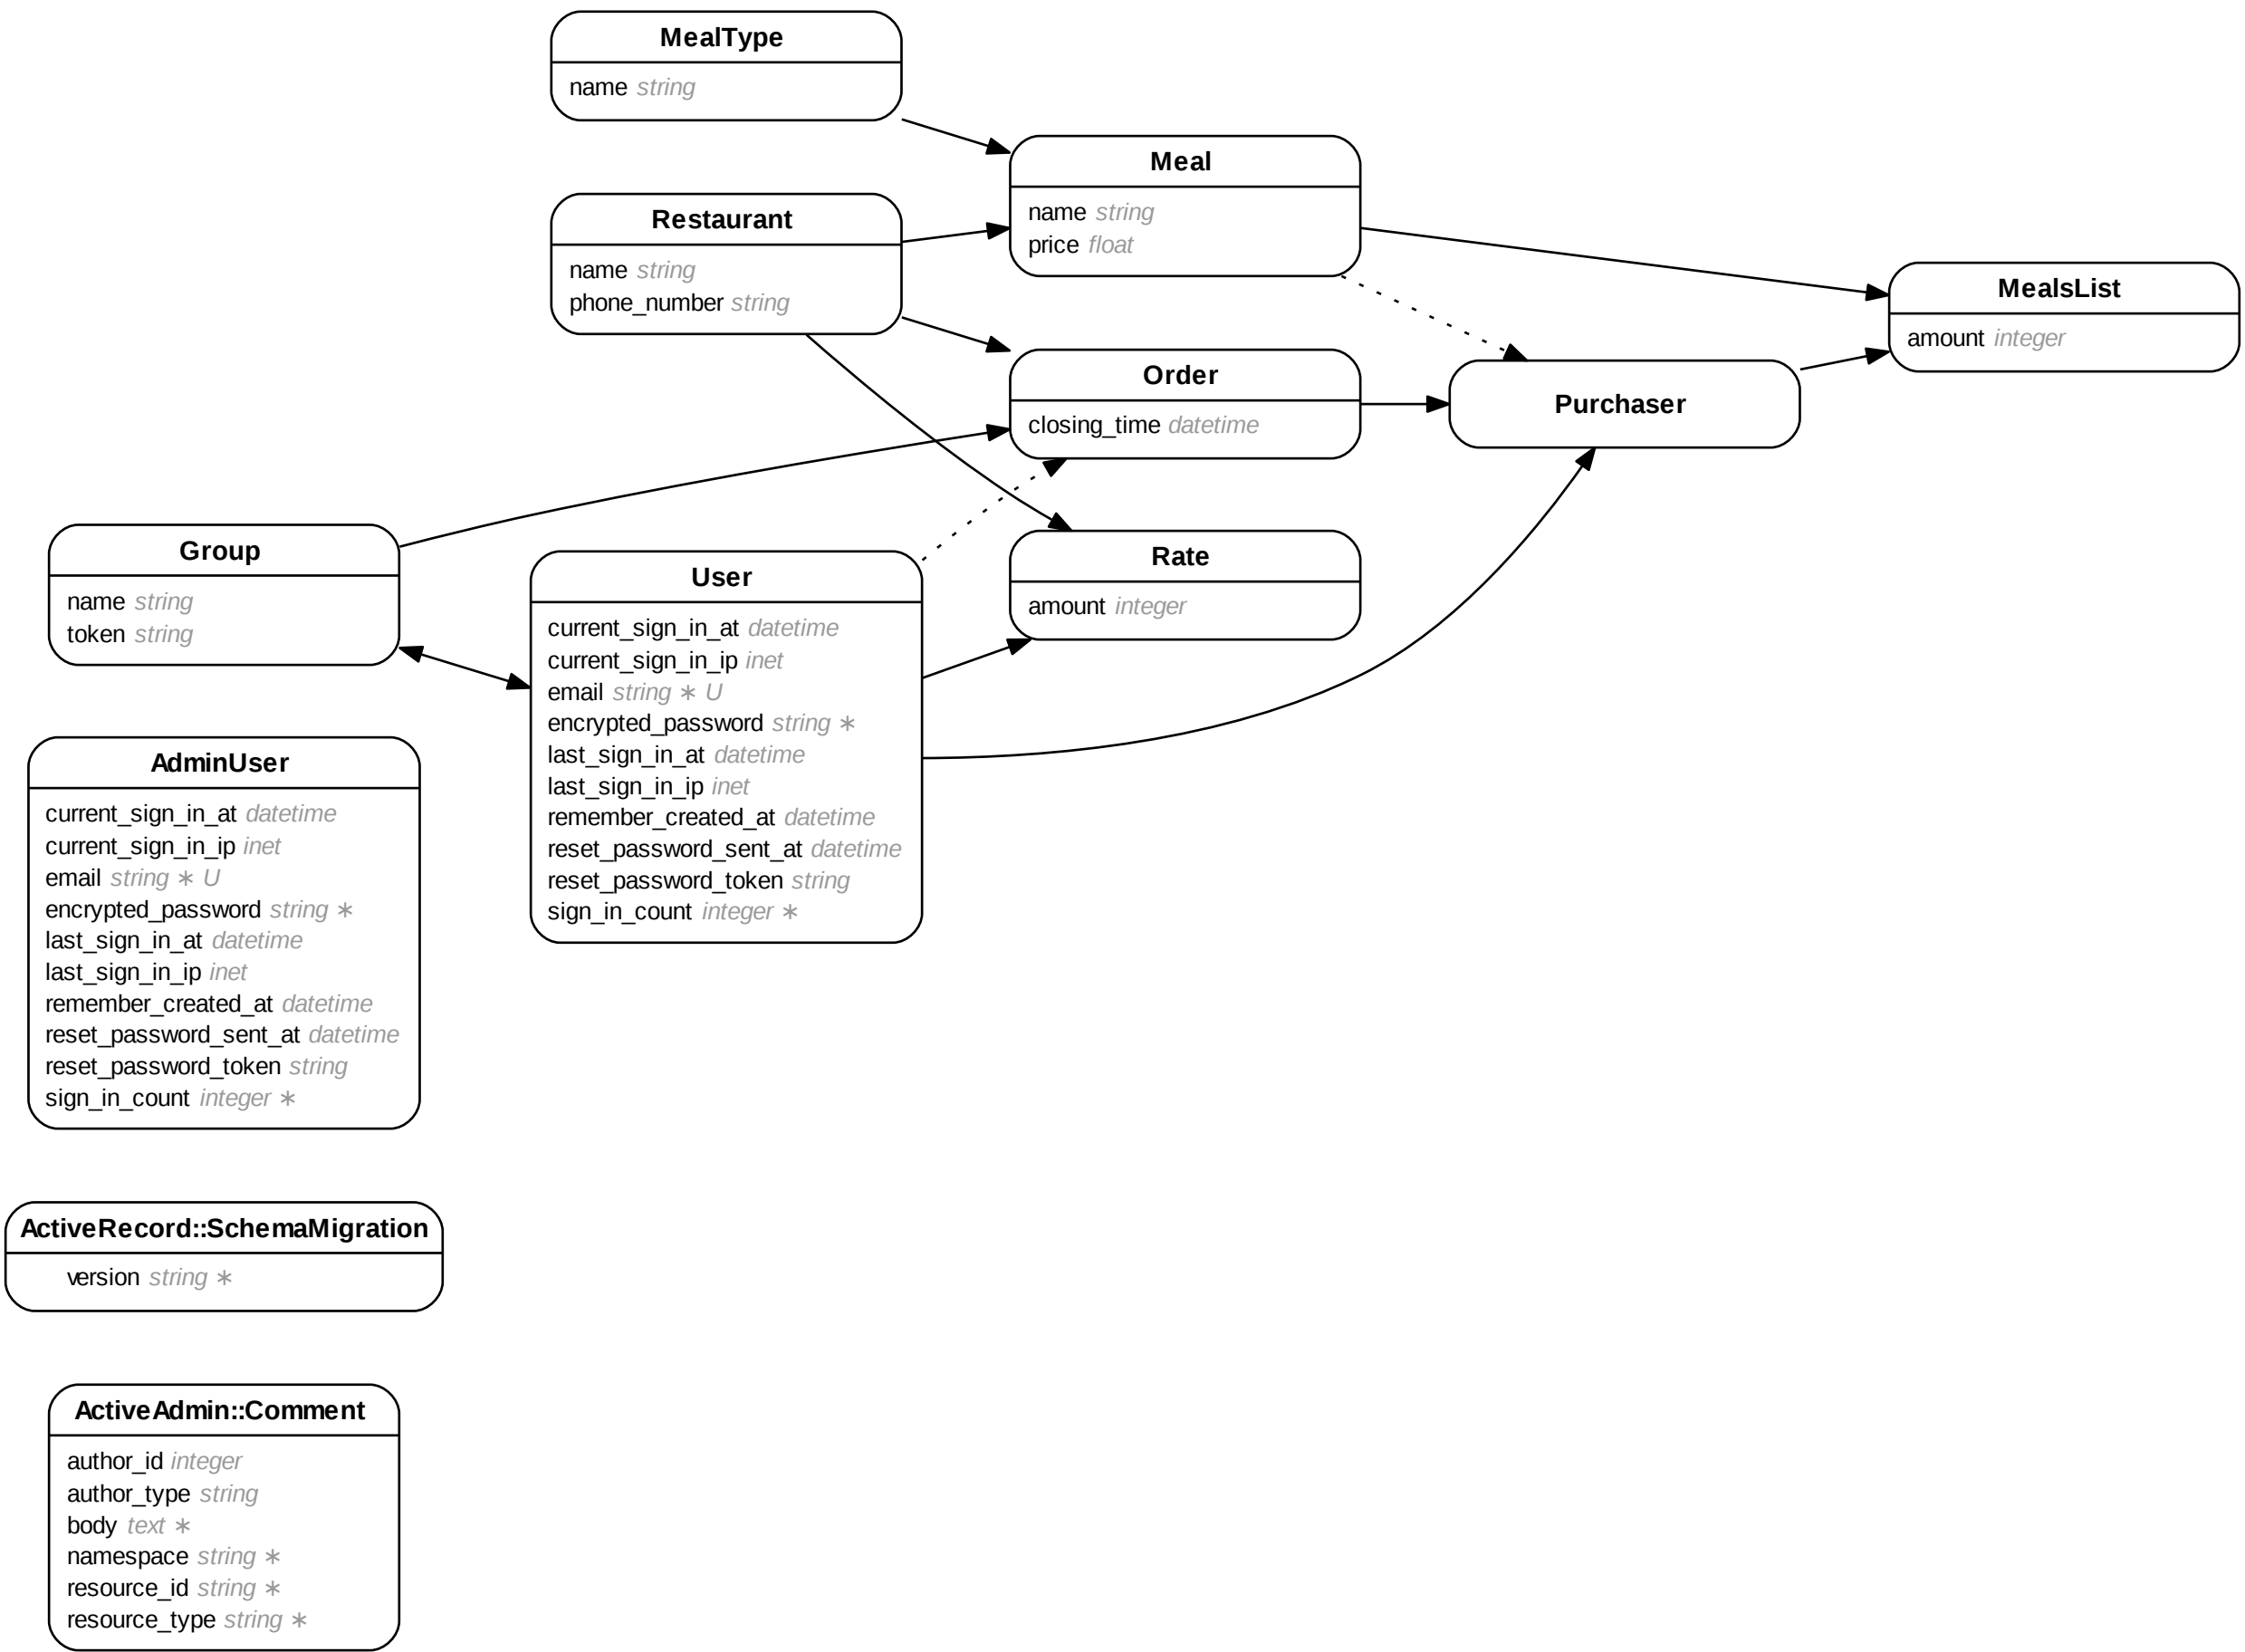 MealType
name string
Restaurant
name string
phone_number string
Meal
name string
price float
MealsList
amount integer
Order
closing_time datetime
Purchaser
Group
name string
token string
User
current_sign_in_at datetime
current_sign_in_ip inet
email string ∗ U
encrypted_password string ∗
last_sign_in_at datetime
last_sign_in_ip inet
remember_created_at datetime
reset_password_sent_at datetime
reset_password_token string
sign_in_count integer ∗
Rate
amount integer
AdminUser
current_sign_in_at datetime
current_sign_in_ip inet
email string ∗ U
encrypted_password string ∗
last_sign_in_at datetime
last_sign_in_ip inet
remember_created_at datetime
reset_password_sent_at datetime
reset_password_token string
sign_in_count integer ∗
ActiveRecord::SchemaMigration
version string ∗
ActiveAdmin::Comment
author_id integer
author_type string
body text ∗
namespace string ∗
resource_id string ∗
resource_type string ∗